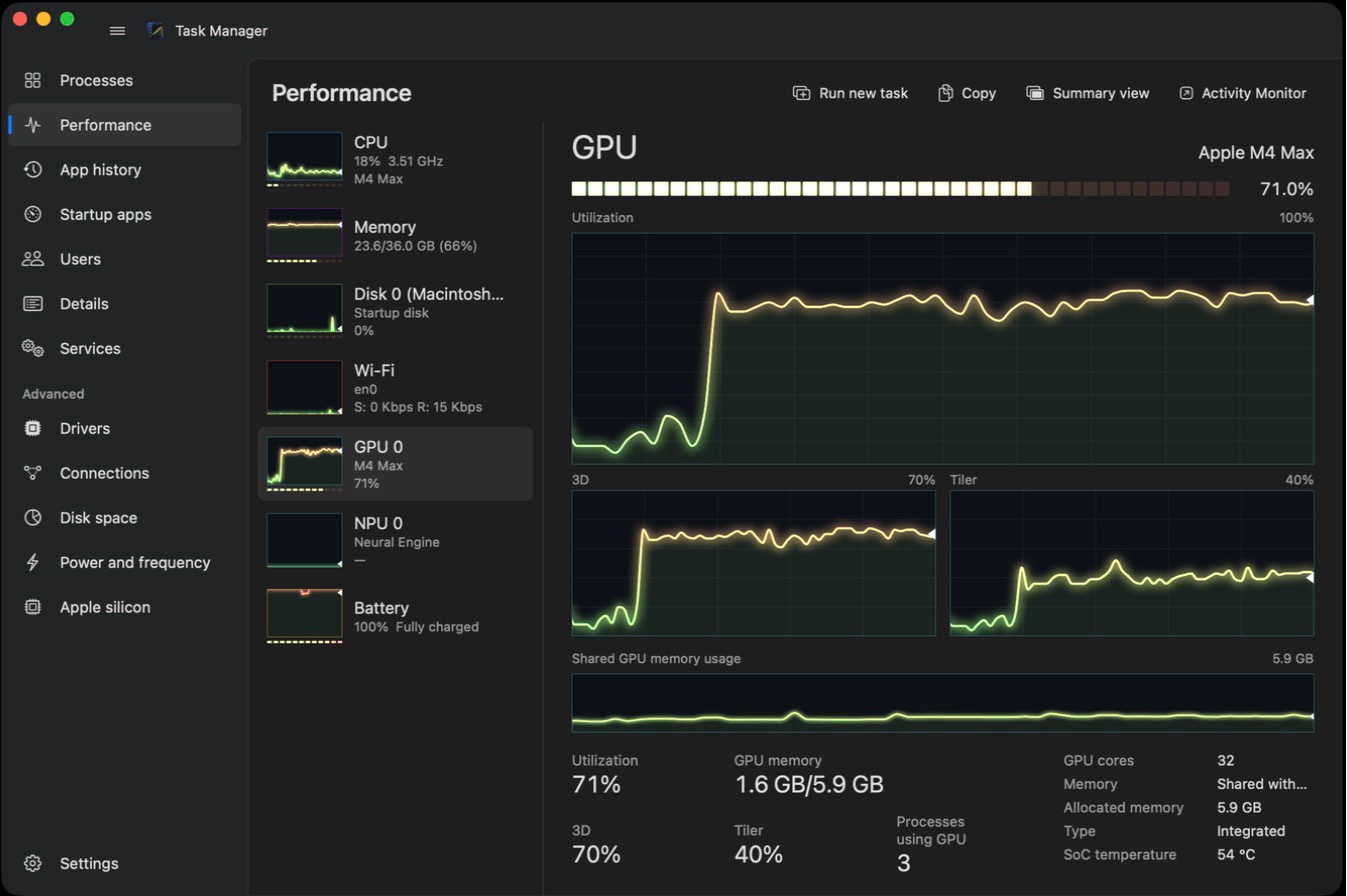 Task Manager
Processes
Performance
App history
Startup apps
Users
Details
Services
Advanced
Drivers
Connections
Disk space
Power and frequency
Apple silicon
Settings
Performance
Run new task
Copy
Summary view
Activity Monitor
CPU
18% 3.51 GHz
M4 Max
Memory
23.6/36.0 GB (66%)
Disk 0 (Macintosh...
Startup disk
0%
Wi-Fi
en0
S: 0 Kbps R: 15 Kbps
GPU 0
M4 Max
71%
NPU 0
Neural Engine
—
Battery
100% Fully charged
GPU
Apple M4 Max
71.0%
Utilization
100%
3D
70%
Tiler
40%
Shared GPU memory usage
5.9 GB
Utilization
71%
GPU memory
1.6 GB/5.9 GB
3D
70%
Tiler
40%
Processes
using GPU
3
GPU cores 32
Memory Shared with...
Allocated memory 5.9 GB
Type Integrated
SoC temperature 54 °C